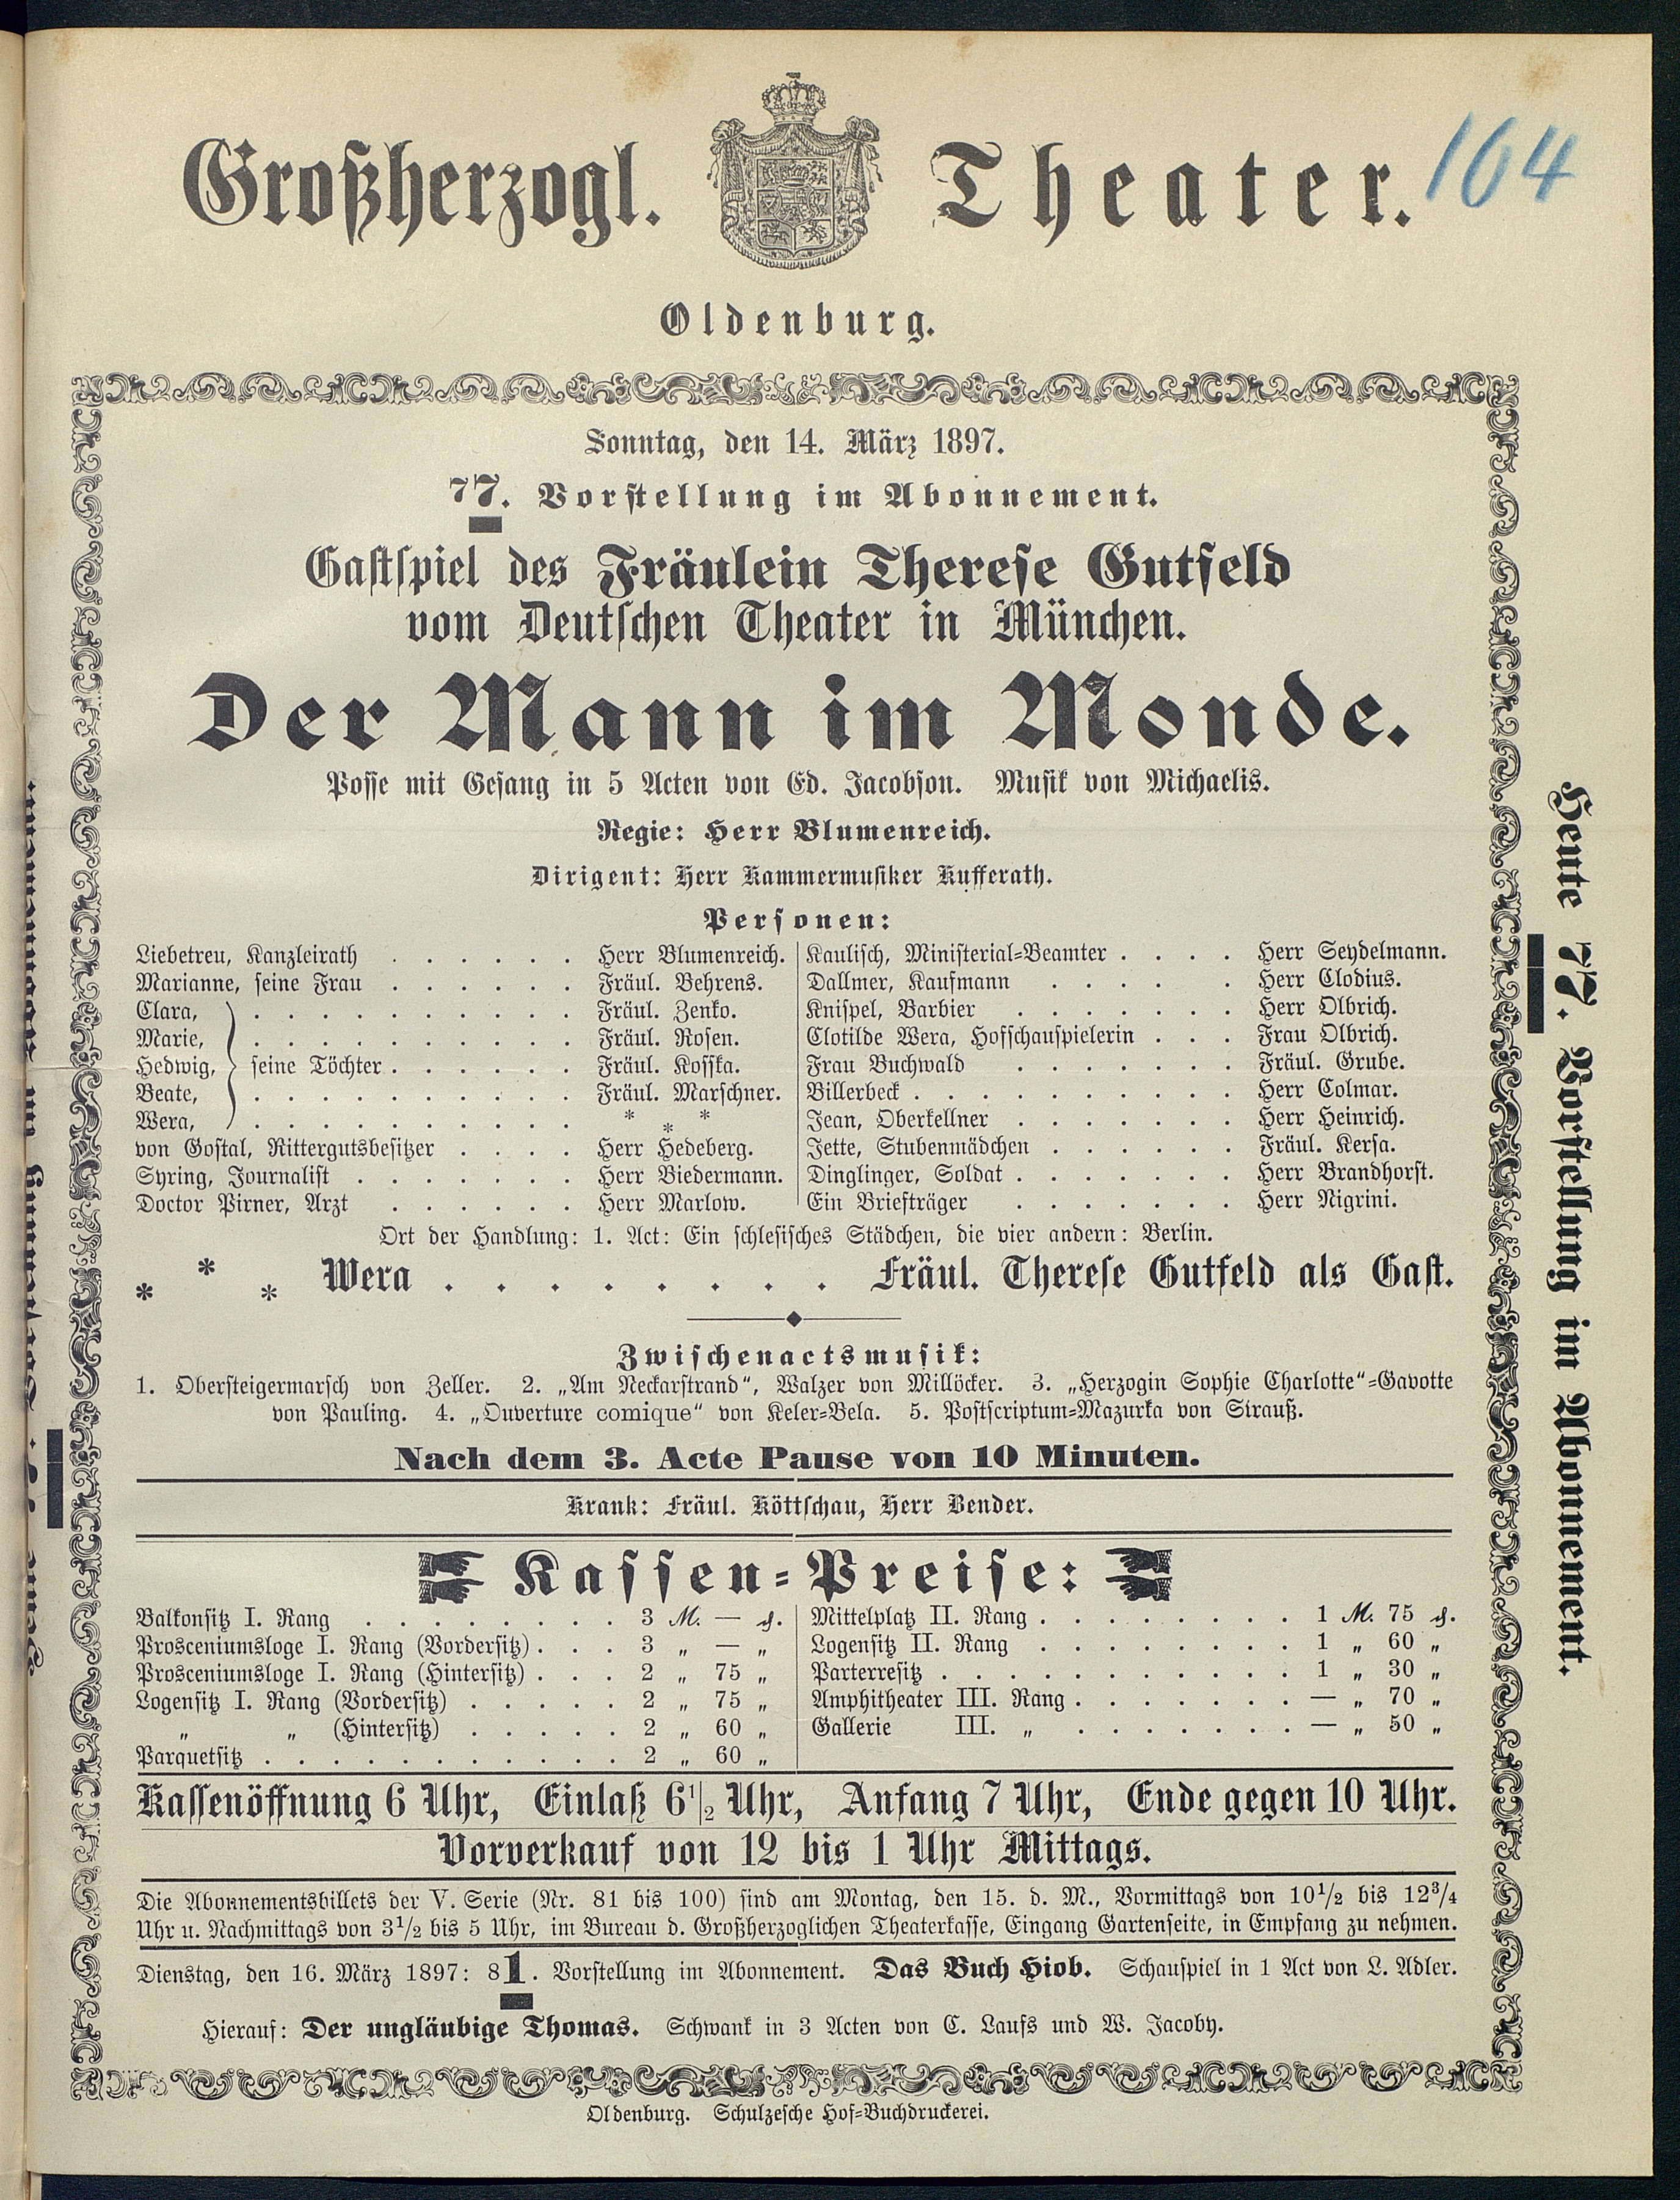 Großherzogl. Theater.
164
Oldenburg.
Sonntag, den 14. März 1897.
77. Vorstellung im Abonnement.
Gastspiel des Fräulein Therese Gutfeld
vom Deutschen Theater in München.
Der Mann im Monde.
Posse mit Gesang in 5 Acten von Ed. Jacobson. Musik von Michaelis.
Regie: Herr Blumenreich.
Dirigent: Herr Kammermusiker Kufferath.
Personen:
Liebetreu, Kanzleirath . . . . . . Herr Blumenreich.
Marianne, seine Frau . . . . . . Fräul. Behrens.
Clara, . . . . . . . . . . Fräul. Zenko.
Marie, . . . . . . . . . . Fräul. Rosen.
Hedwig, seine Töchter . . . . . . Fräul. Kosska.
Beate, . . . . . . . . . . Fräul. Marschner.
Wera, . . . . . . . . . . * * *
von Gostal, Rittergutsbesitzer . . . . Herr Hedeberg.
Syring, Journalist . . . . . . . Herr Biedermann.
Doctor Pirner, Arzt . . . . . . Herr Marlow.
Kaulisch, Ministerial-Beamter . . . . Herr Seydelmann.
Dallmer, Kaufmann . . . . . Herr Clodius.
Knispel, Barbier . . . . . . . Herr Olbrich.
Clotilde Wera, Hofschauspielerin . . . Frau Olbrich.
Frau Buchwald . . . . . . . Fräul. Grube.
Billerbeck . . . . . . . . . . Herr Colmar.
Jean, Oberkellner . . . . . . . Herr Heinrich.
Jette, Stubenmädchen . . . . . . Fräul. Kersa.
Dinglinger, Soldat . . . . . . . Herr Brandhorst.
Ein Briefträger . . . . . . . Herr Nigrini.
Ort der Handlung: 1. Act: Ein schlesisches Städchen, die vier andern: Berlin.
* * * Wera . . . . . . . . Fräul. Therese Gutfeld als Gast.
Zwischenactsmusik:
1. Obersteigermarsch von Zeller. 2. „Am Neckarstrand“, Walzer von Millöcker. 3. „Herzogin Sophie Charlotte“-Gavotte
von Pauling. 4. „Ouverture comique“ von Keler-Bela. 5. Postscriptum-Mazurka von Strauß.
Nach dem 3. Acte Pause von 10 Minuten.
Krank: Fräul. Köttschau, Herr Bender.
Kassen-Preise:
Balkonsitz I. Rang . . . . . . . . 3 M. — ₰.
Prosceniumsloge I. Rang (Vordersitz) . . . 3 „ — „
Prosceniumsloge I. Rang (Hintersitz) . . . 2 „ 75 „
Logensitz I. Rang (Vordersitz) . . . . . 2 „ 75 „
„ „ (Hintersitz) . . . . . 2 „ 60 „
Parquetsitz . . . . . . . . . . . 2 „ 60 „
Mittelplatz II. Rang . . . . . . . . 1 M. 75 ₰.
Logensitz II. Rang . . . . . . . . 1 „ 60 „
Parterresitz . . . . . . . . . . . 1 „ 30 „
Amphitheater III. Rang . . . . . . . — „ 70 „
Gallerie III. „ . . . . . . . — „ 50 „
Kassenöffnung 6 Uhr, Einlaß 6 1/2 Uhr, Anfang 7 Uhr, Ende gegen 10 Uhr.
Vorverkauf von 12 bis 1 Uhr Mittags.
Die Abonnementsbillets der V. Serie (Nr. 81 bis 100) sind am Montag, den 15. d. M., Vormittags von 10 1/2 bis 12 3/4
Uhr u. Nachmittags von 3 1/2 bis 5 Uhr, im Bureau d. Großherzoglichen Theaterkasse, Eingang Gartenseite, in Empfang zu nehmen.
Dienstag, den 16. März 1897: 81. Vorstellung im Abonnement. Das Buch Hiob. Schauspiel in 1 Act von L. Adler.
Hierauf: Der ungläubige Thomas. Schwank in 3 Acten von C. Laufs und W. Jacoby.
Oldenburg. Schulzesche Hof-Buchdruckerei.
Heute 77. Vorstellung im Abonnement.